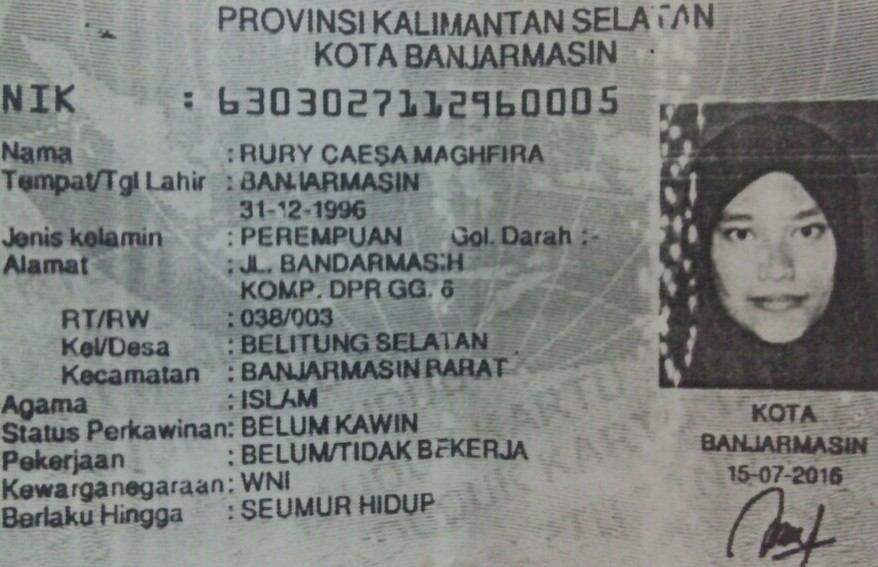 PROVINSI KALIMANTAN SELATAN
KOTA BANJARMASIN
NIK : 6303027112960005
Nama : RURY CAESA MAGHFIRA
Tempat/Tgl Lahir : BANJARMASIN
31-12-1996
Jenis kelamin : PEREMPUAN Gol. Darah :-
Alamat : JL. BANDARMASIH
KOMP. DPR GG. 6
RT/RW : 038/003
Kel/Desa : BELITUNG SELATAN
Kecamatan : BANJARMASIN BARAT
Agama : ISLAM
Status Perkawinan: BELUM KAWIN
Pekerjaan : BELUM/TIDAK BEKERJA
Kewarganegaraan: WNI
Berlaku Hingga : SEUMUR HIDUP
KOTA
BANJARMASIN
15-07-2016